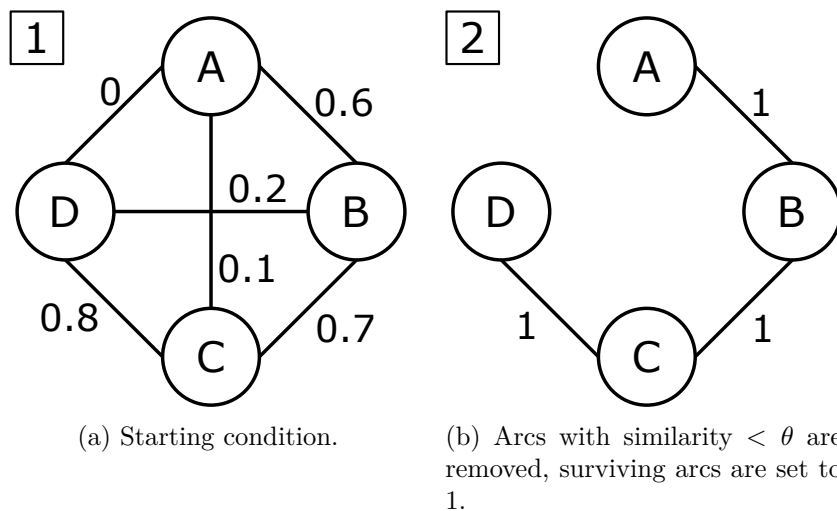 1
A
0
0.6
D
0.2
B
0.1
0.8
0.7
C
(a) Starting condition.
2
A
1
D
B
1
1
C
(b) Arcs with similarity < θ are
removed, surviving arcs are set to
1.